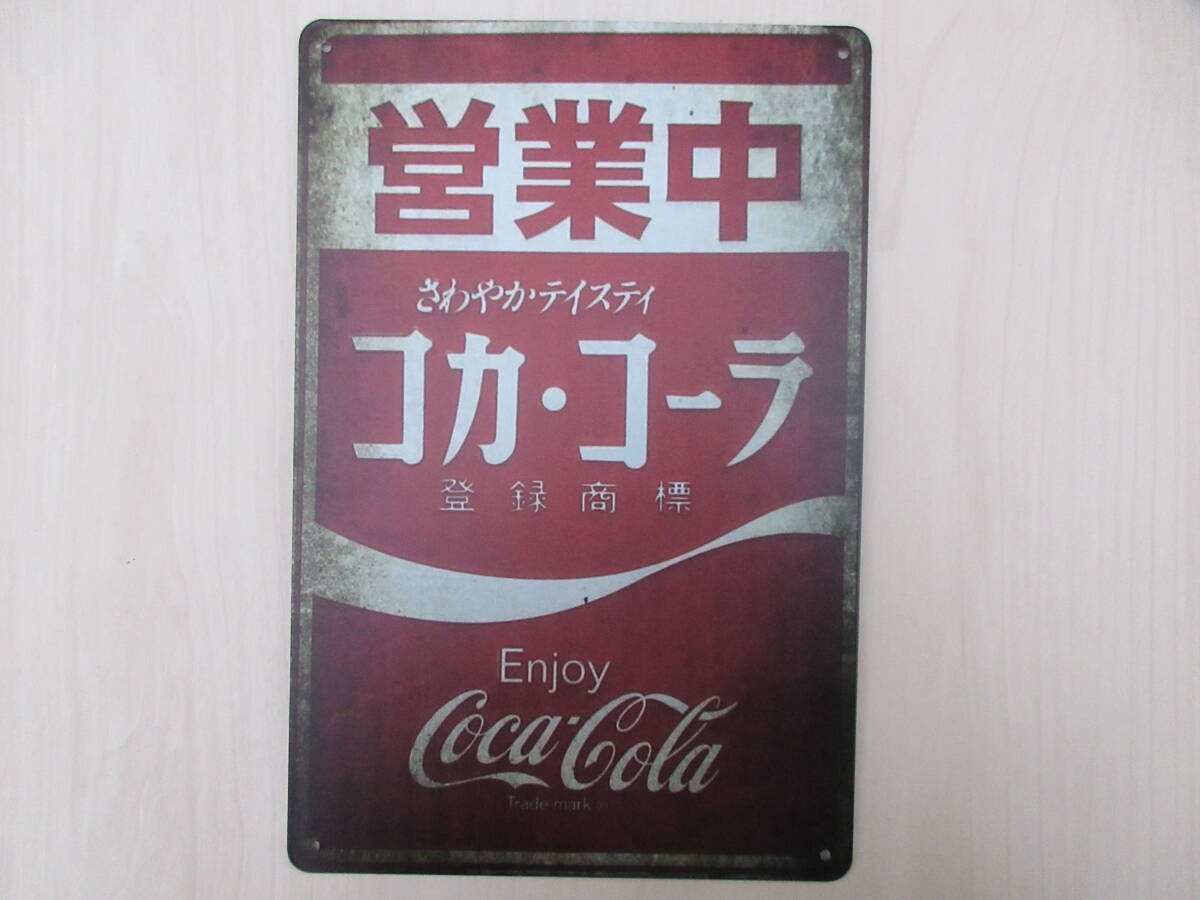 営業中
さわやかテイスティ
コカ・コーラ
登録商標
Enjoy
Coca-Cola
Trade-mark ®